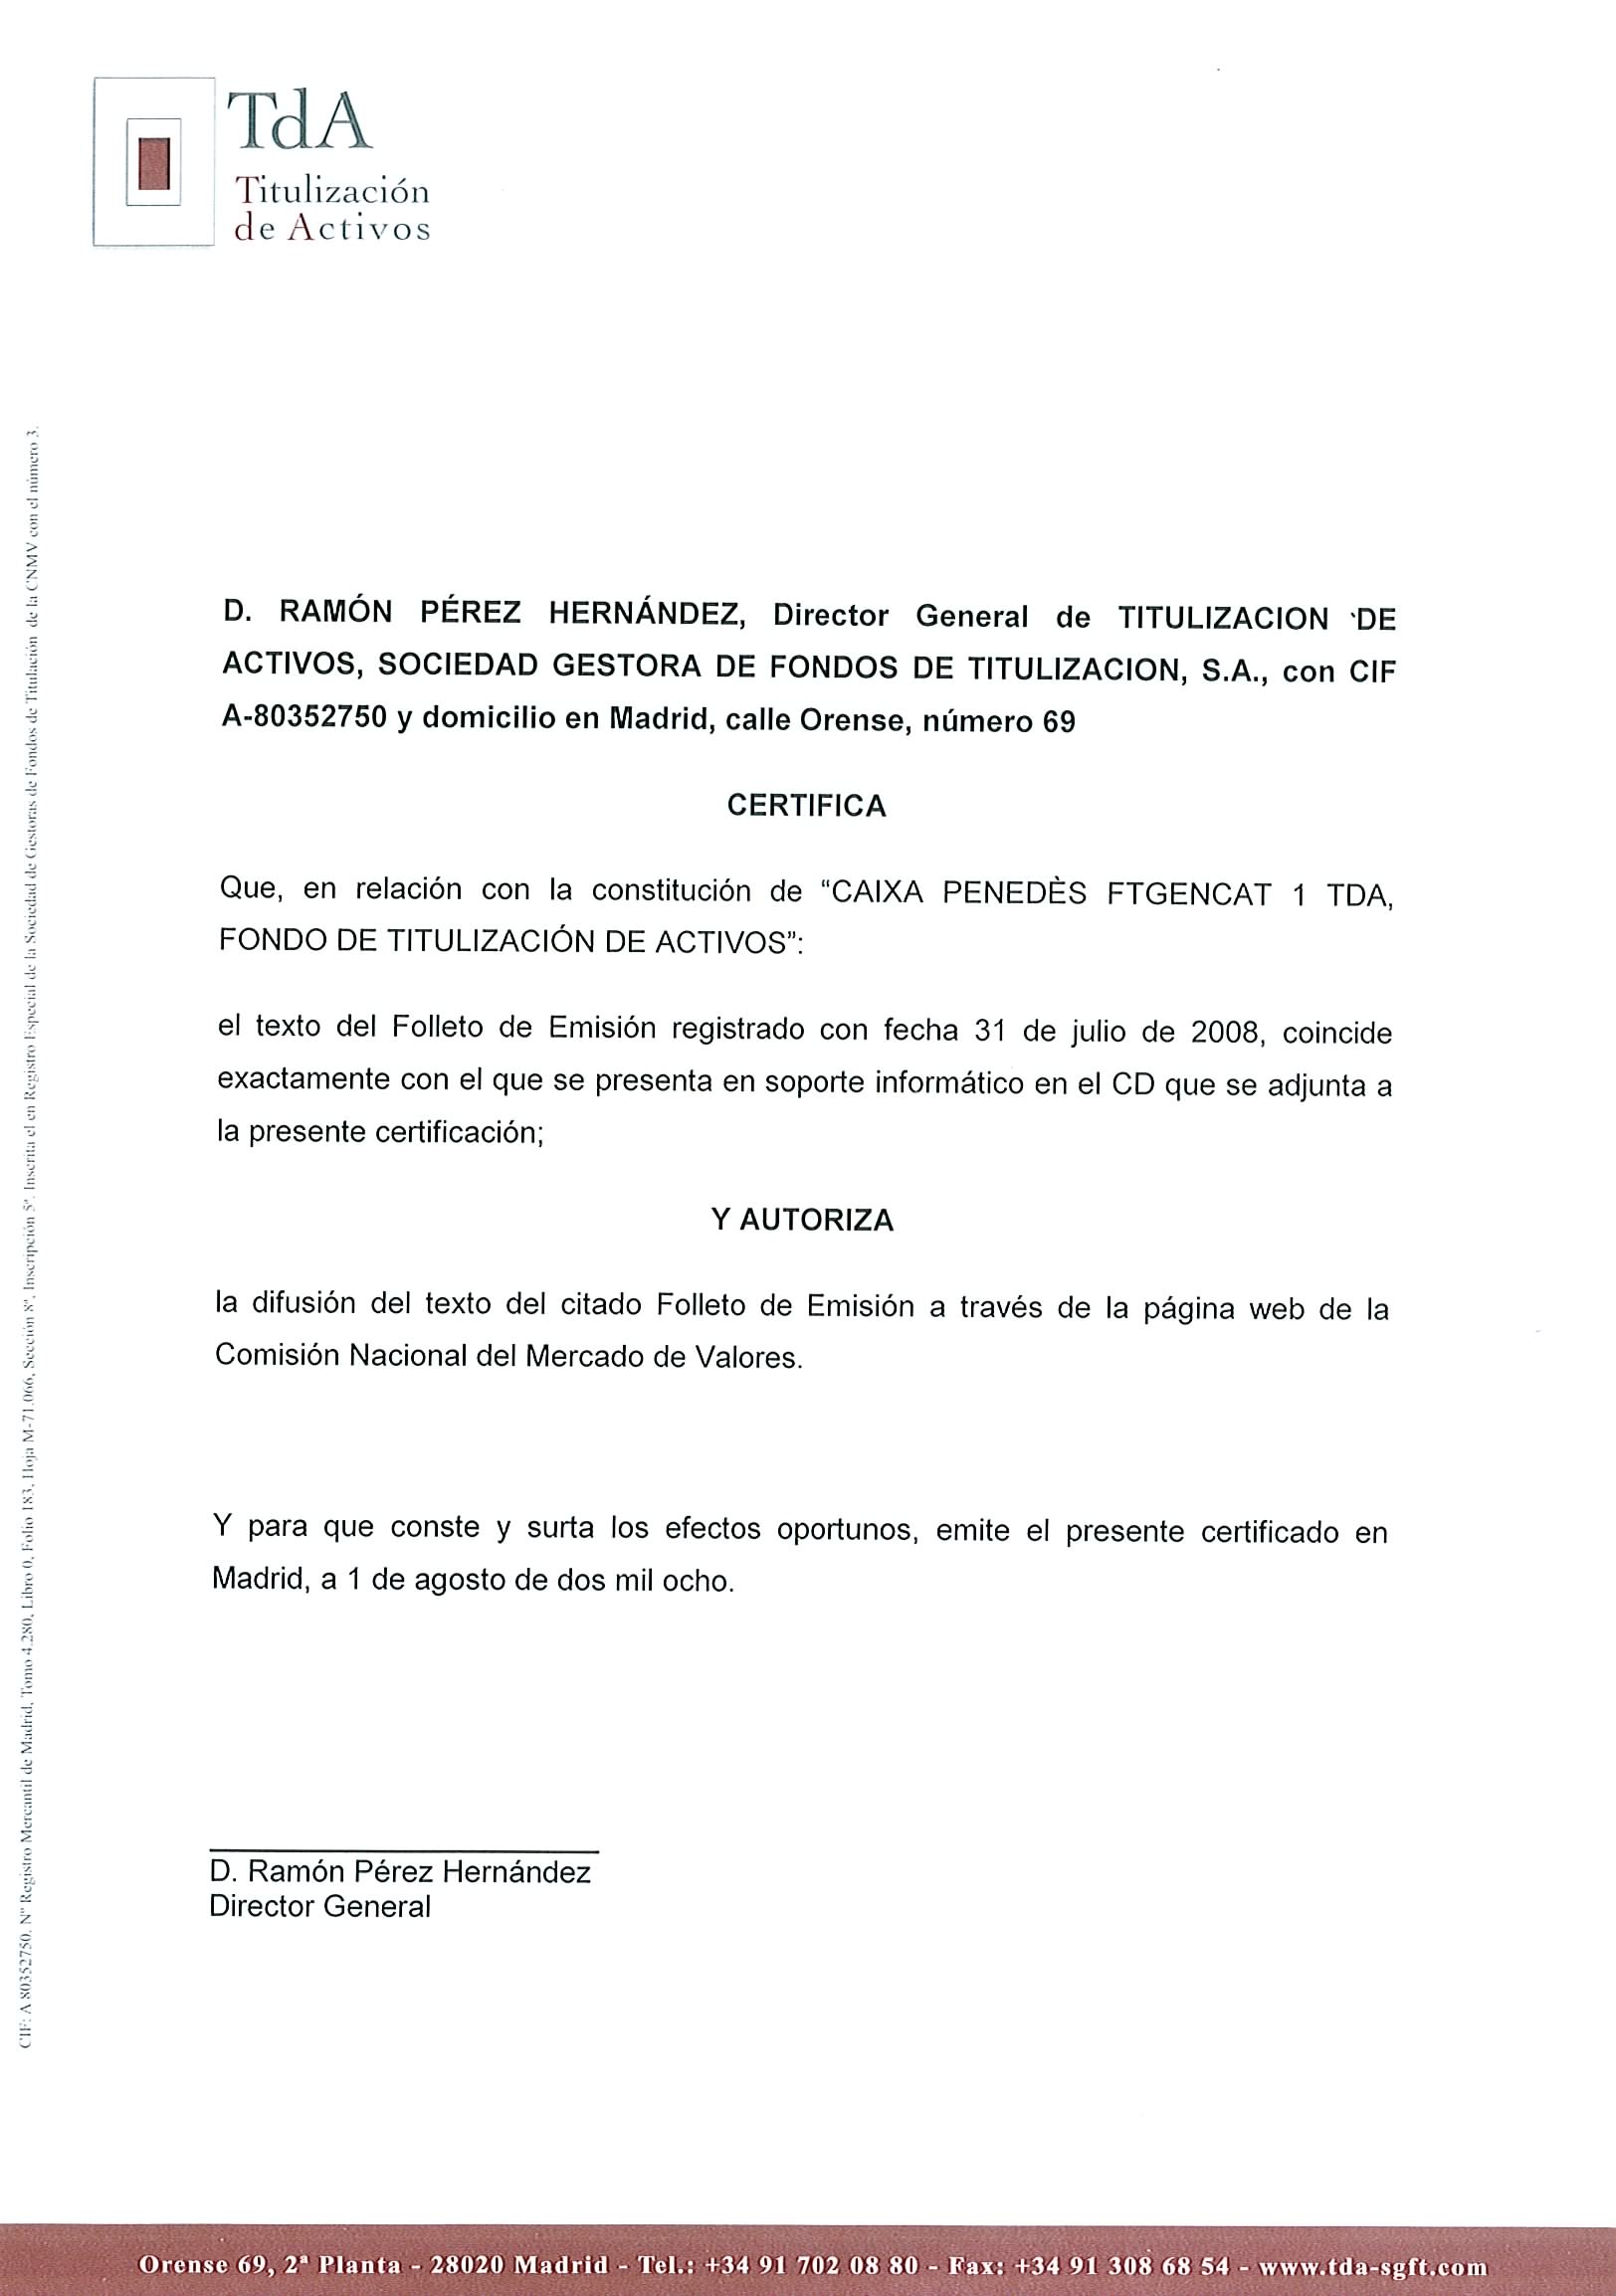 TdA
Titulización
de Activos
D. RAMÓN PÉREZ HERNÁNDEZ, Director General de TITULIZACION DE
ACTIVOS, SOCIEDAD GESTORA DE FONDOS DE TITULIZACION, S.A., con CIF
A-80352750 y domicilio en Madrid, calle Orense, número 69
CERTIFICA
Que, en relación con la constitución de “CAIXA PENEDÈS FTGENCAT 1 TDA,
FONDO DE TITULIZACIÓN DE ACTIVOS”:
el texto del Folleto de Emisión registrado con fecha 31 de julio de 2008, coincide
exactamente con el que se presenta en soporte informático en el CD que se adjunta a
la presente certificación;
Y AUTORIZA
la difusión del texto del citado Folleto de Emisión a través de la página web de la
Comisión Nacional del Mercado de Valores.
Y para que conste y surta los efectos oportunos, emite el presente certificado en
Madrid, a 1 de agosto de dos mil ocho.
D. Ramón Pérez Hernández
Director General
CIF: A 80352750. Nº Registro Mercantil de Madrid, Tomo 4.280, Libro 0, Folio 183, Hoja M-71.066, Sección 8ª, Inscripción 5ª. Inscrita el en Registro Especial de la Sociedad de Gestoras de Fondos de Titulación de la CNMV con el número 3.
Orense 69, 2ª Planta - 28020 Madrid - Tel.: +34 91 702 08 80 - Fax: +34 91 308 68 54 - www.tda-sgft.com